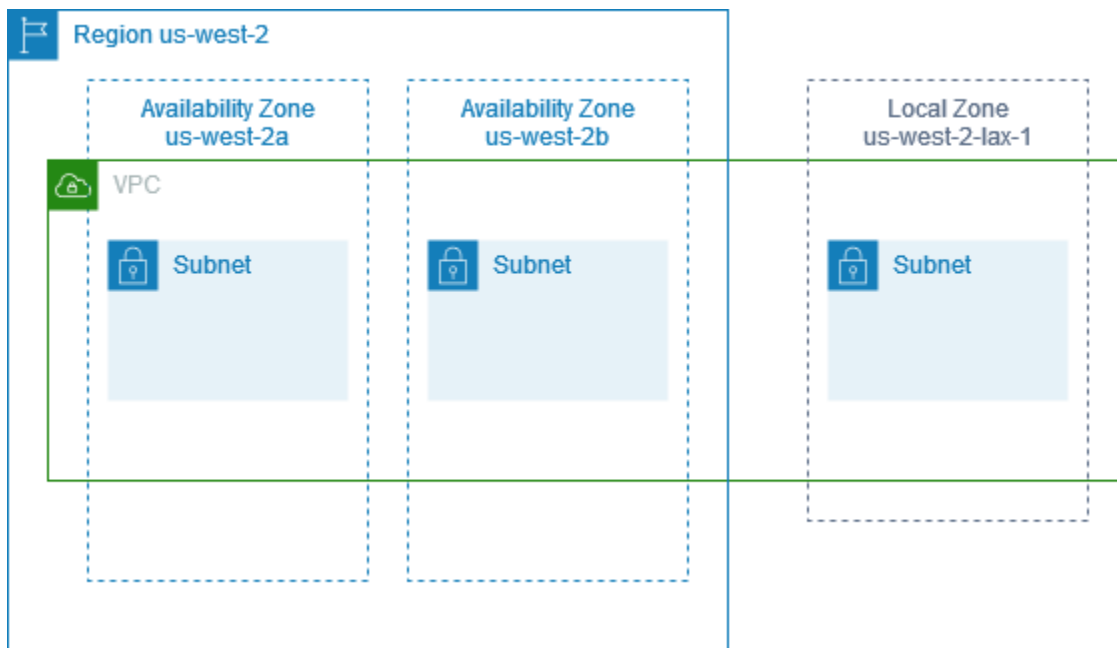 Region us-west-2
Availability Zone
us-west-2a
Availability Zone
us-west-2b
Local Zone
us-west-2-lax-1
VPC
Subnet
Subnet
Subnet